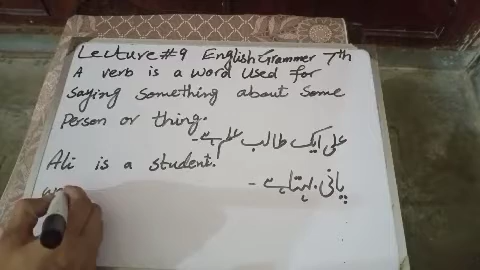 Lecture #9 English Grammer 7th
A verb is a word used for
saying something about some
Person or thing.
علی ایک طالب علم ہے۔
Ali is a student.
پانی بہتا ہے۔